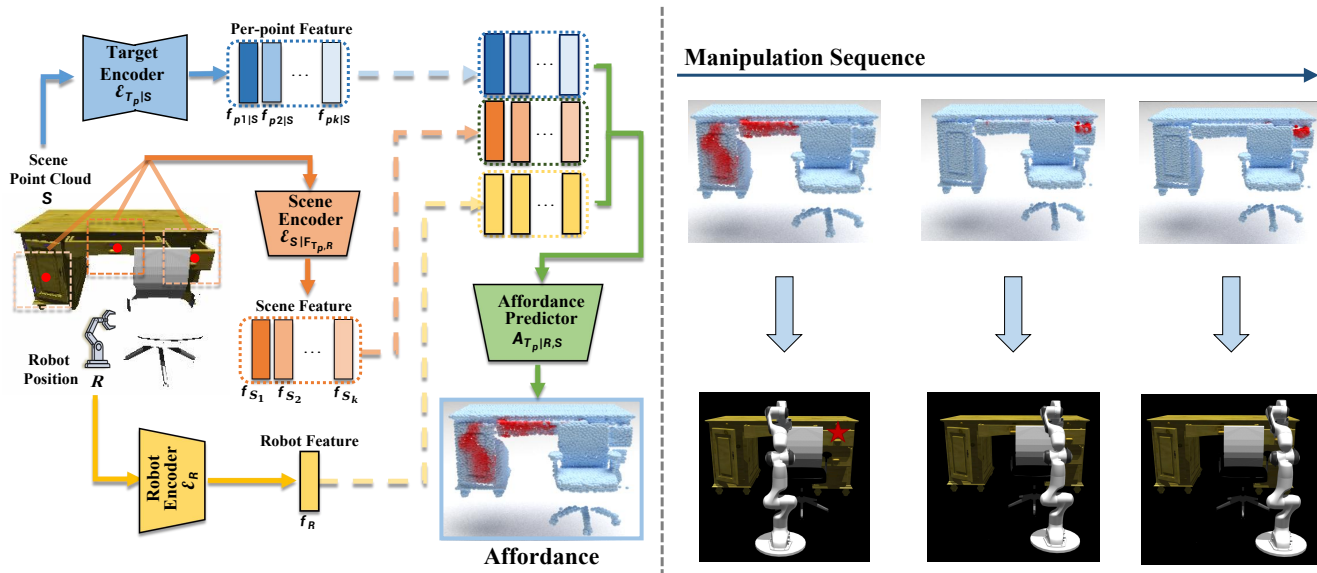 Per-point Feature
Target
Encoder
ℰ_{T_p|S}
f_{p1|S} f_{p2|S} f_{pk|S}
...
...
Scene
Point Cloud
S
Scene
Encoder
ℰ_{S|F_{T_p,R}}
...
...
Scene Feature
...
f_{S_1} f_{S_2} f_{S_k}
Robot
Position R
Robot
Encoder
ℰ_R
Robot Feature
f_R
Affordance
Predictor
A_{T_p|R,S}
Affordance
Manipulation Sequence